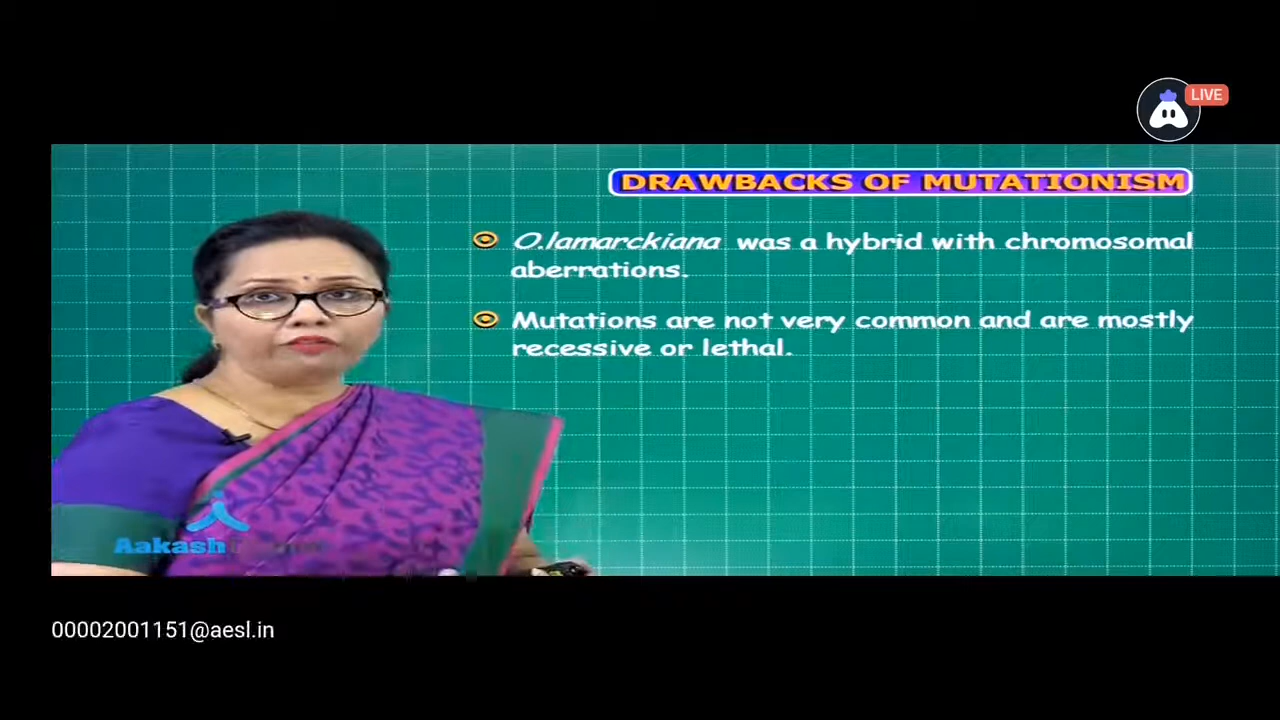 LIVE
DRAWBACKS OF MUTATIONISM
O.lamarckiana was a hybrid with chromosomal
aberrations.
Mutations are not very common and are mostly
recessive or lethal.
Aakash
00002001151@aesl.in